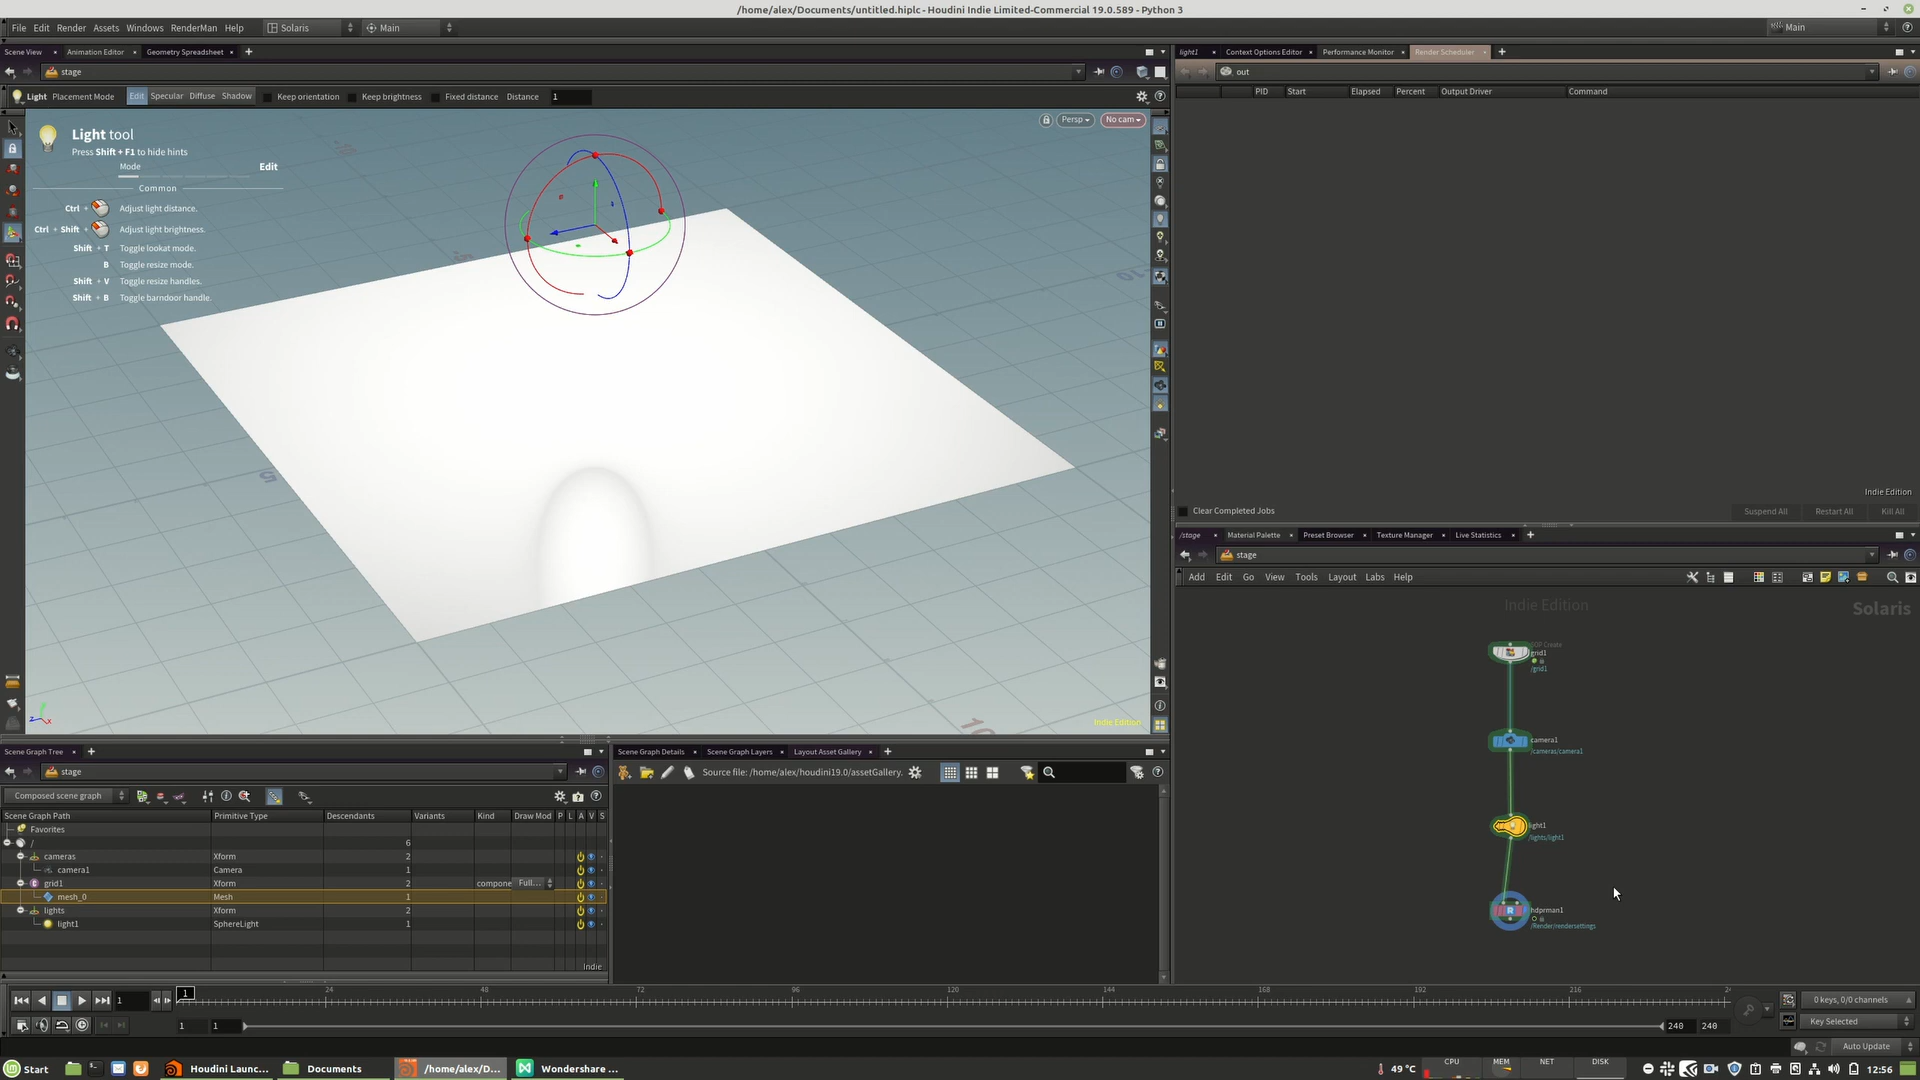 /home/alex/Documents/untitled.hiplc - Houdini Indie Limited-Commercial 19.0.589 - Python 3
File Edit Render Assets Windows RenderMan Help Solaris Main Main
Scene View Animation Editor Geometry Spreadsheet
stage
Light Placement Mode Edit Specular Diffuse Shadow Keep orientation Keep brightness Fixed distance Distance 1
Persp No cam
Light tool
Press Shift + F1 to hide hints
Mode Edit
Common
Ctrl + Adjust light distance.
Ctrl + Shift + Adjust light brightness.
Shift + T Toggle lookat mode.
B Toggle resize mode.
Shift + V Toggle resize handles.
Shift + B Toggle barndoor handle.
5
Indie Edition
light1 Context Options Editor Performance Monitor Render Scheduler
out
PID Start Elapsed Percent Output Driver Command
Indie Edition
Clear Completed Jobs Suspend All Restart All Kill All
/stage Material Palette Preset Browser Texture Manager Live Statistics
stage
Add Edit Go View Tools Layout Labs Help
Indie Edition Solaris
SOP Create
grid1
/grid1
camera1
/cameras/camera1
light1
/lights/light1
hdprman1
/Render/rendersettings
Scene Graph Tree
stage
Composed scene graph
Scene Graph Path Primitive Type Descendants Variants Kind Draw Mod P L A V S
Favorites
/ 6
cameras Xform 2
camera1 Camera 1
grid1 Xform 2 compone Full...
mesh_0 Mesh 1
lights Xform 2
light1 SphereLight 1
Indie
Scene Graph Details Scene Graph Layers Layout Asset Gallery
Source file: /home/alex/houdini19.0/assetGallery.
1 1 24 48 72 96 120 144 168 192 216 0 keys, 0/0 channels
1 1 240 240 Key Selected
Auto Update
Start Houdini Launc... Documents /home/alex/D... Wondershare ... 49 °C CPU MEM NET DISK 12:56